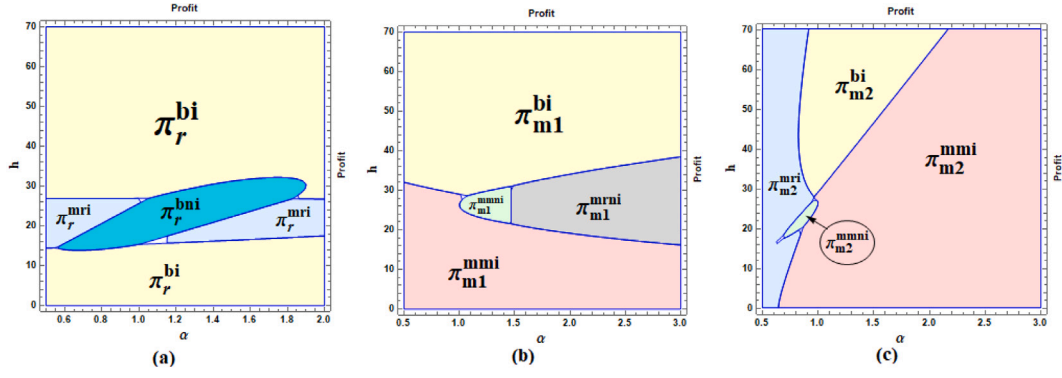 Profit
70
60
50
40
30
20
10
0
h
π_r^bi
π_r^mri
π_r^bni
π_r^mri
π_r^bi
Profit
0.6 0.8 1.0 1.2 1.4 1.6 1.8 2.0
α
(a)
Profit
70
60
50
40
30
20
10
0
h
π_m1^bi
π_m1^mmni
π_m1^mrni
π_m1^mmi
Profit
0.5 1.0 1.5 2.0 2.5 3.0
α
(b)
Profit
70
60
50
40
30
20
10
0
h
π_m2^bi
π_m2^mmi
π_m2^mri
π_m2^mmni
Profit
0.5 1.0 1.5 2.0 2.5 3.0
α
(c)